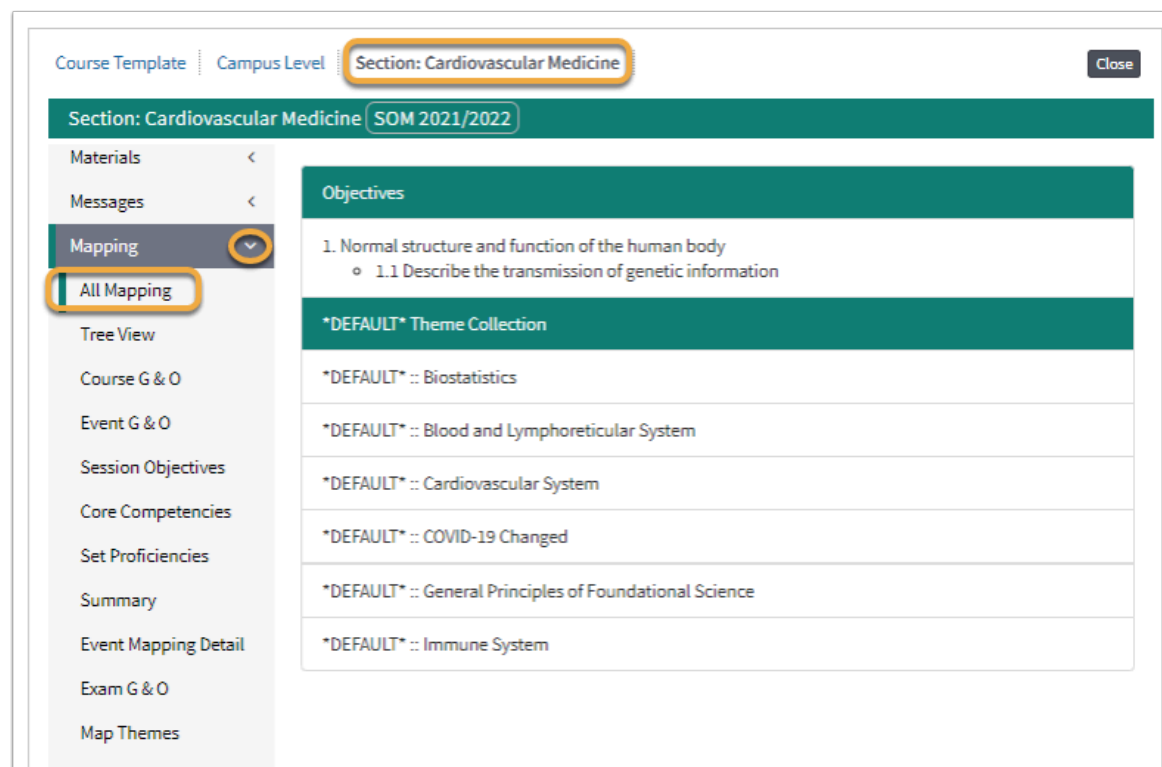 Course Template Campus Level Section: Cardiovascular Medicine Close
Section: Cardiovascular Medicine SOM 2021/2022
Materials
Messages
Mapping
All Mapping
Tree View
Course G & O
Event G & O
Session Objectives
Core Competencies
Set Proficiencies
Summary
Event Mapping Detail
Exam G & O
Map Themes
Objectives
1. Normal structure and function of the human body
1.1 Describe the transmission of genetic information
*DEFAULT* Theme Collection
*DEFAULT* :: Biostatistics
*DEFAULT* :: Blood and Lymphoreticular System
*DEFAULT* :: Cardiovascular System
*DEFAULT* :: COVID-19 Changed
*DEFAULT* :: General Principles of Foundational Science
*DEFAULT* :: Immune System